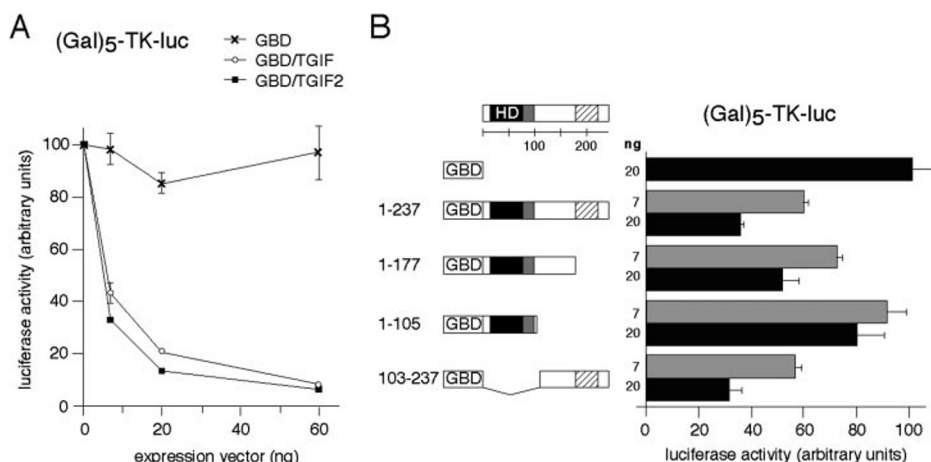 A
(Gal)5-TK-luc
GBD
GBD/TGIF
GBD/TGIF2
luciferase activity (arbitrary units)
100
80
60
40
20
0
0
20
40
60
expression vector (ng)
B
(Gal)5-TK-luc
HD
100
200
ng
GBD
20
1-237
GBD
7
20
1-177
GBD
7
20
1-105
GBD
7
20
103-237
GBD
7
20
0
20
40
60
80
100
luciferase activity (arbitrary units)